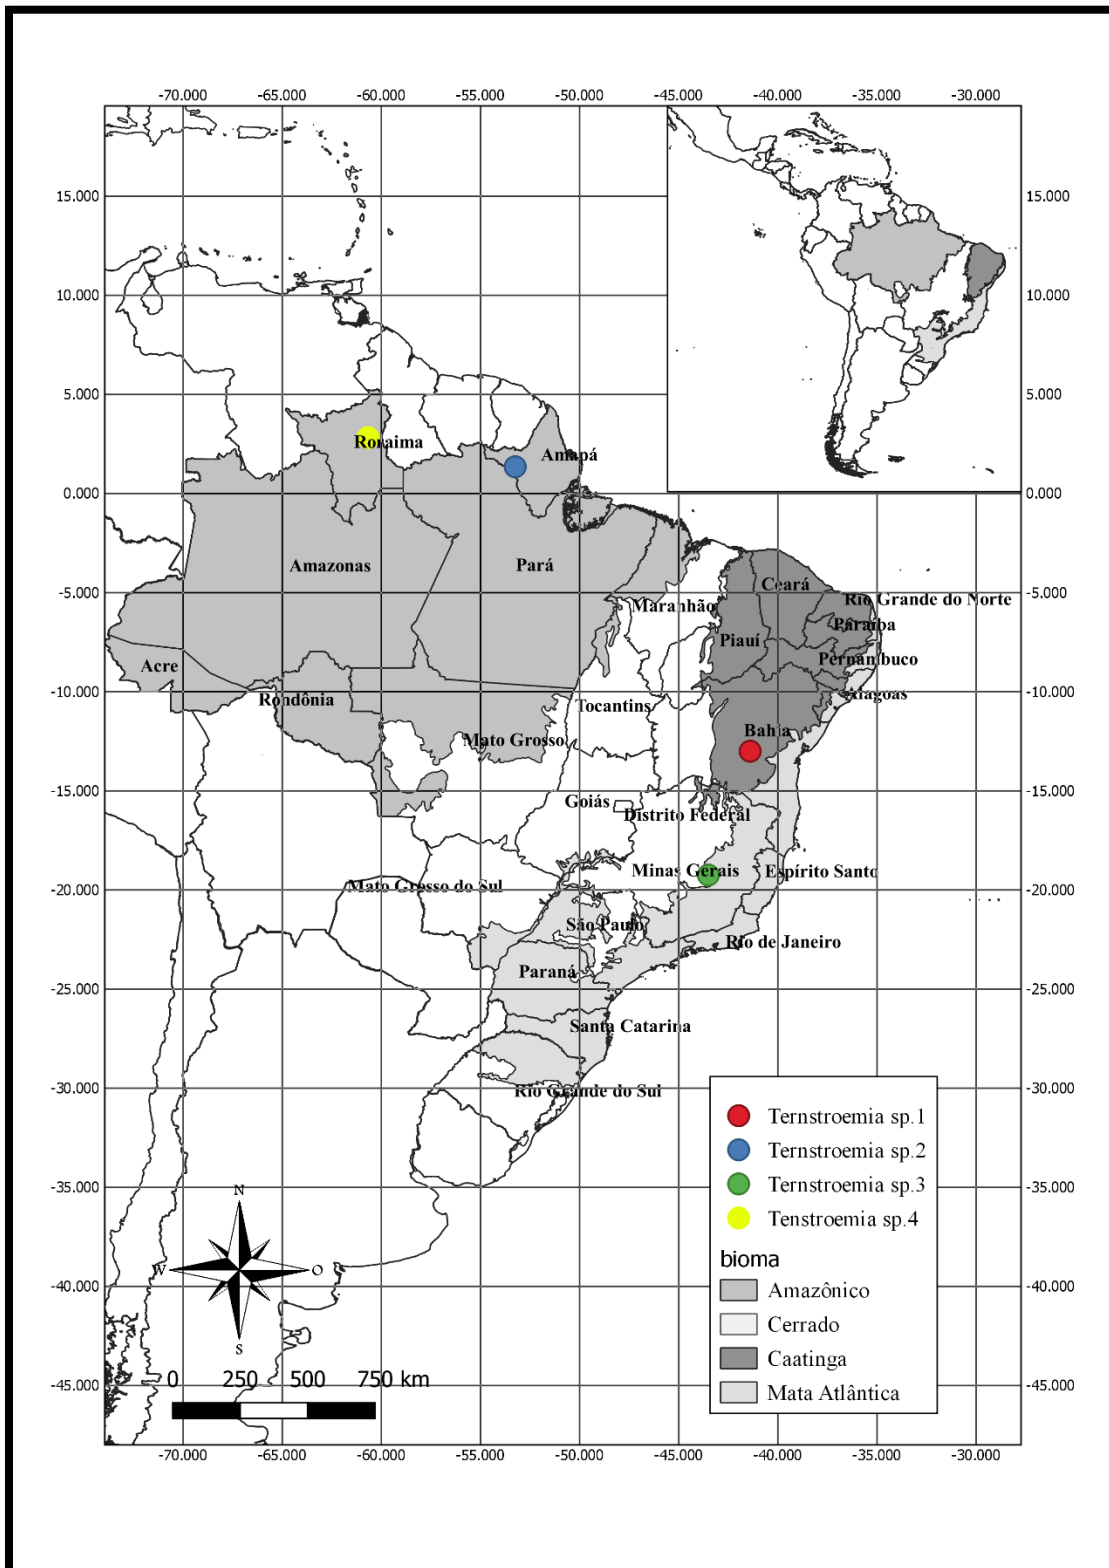 -70.000 -65.000 -60.000 -55.000 -50.000 -45.000 -40.000 -35.000 -30.000
15.000 15.000
10.000 10.000
5.000 5.000
Roraima
Amapá
0.000 0.000
Amazonas
Pará
Ceará
-5.000 -5.000
Rio Grande do Norte
Maranhão
Paraíba
Piauí
Pernambuco
Acre
-10.000 -10.000
Alagoas
Rondônia
Tocantins
Bahia
Mato Grosso
-15.000 -15.000
Goiás
Distrito Federal
Minas Gerais
Espírito Santo
Mato Grosso do Sul
-20.000 -20.000
São Paulo
Rio de Janeiro
Paraná
-25.000 -25.000
Santa Catarina
-30.000 -30.000
Rio Grande do Sul
Ternstroemia sp.1
Ternstroemia sp.2
-35.000 -35.000
Ternstroemia sp.3
Tenstroemia sp.4
N
W O
S
bioma
-40.000 -40.000
Amazônico
Cerrado
Caatinga
Mata Atlântica
0 250 500 750 km
-45.000 -45.000
-70.000 -65.000 -60.000 -55.000 -50.000 -45.000 -40.000 -35.000 -30.000